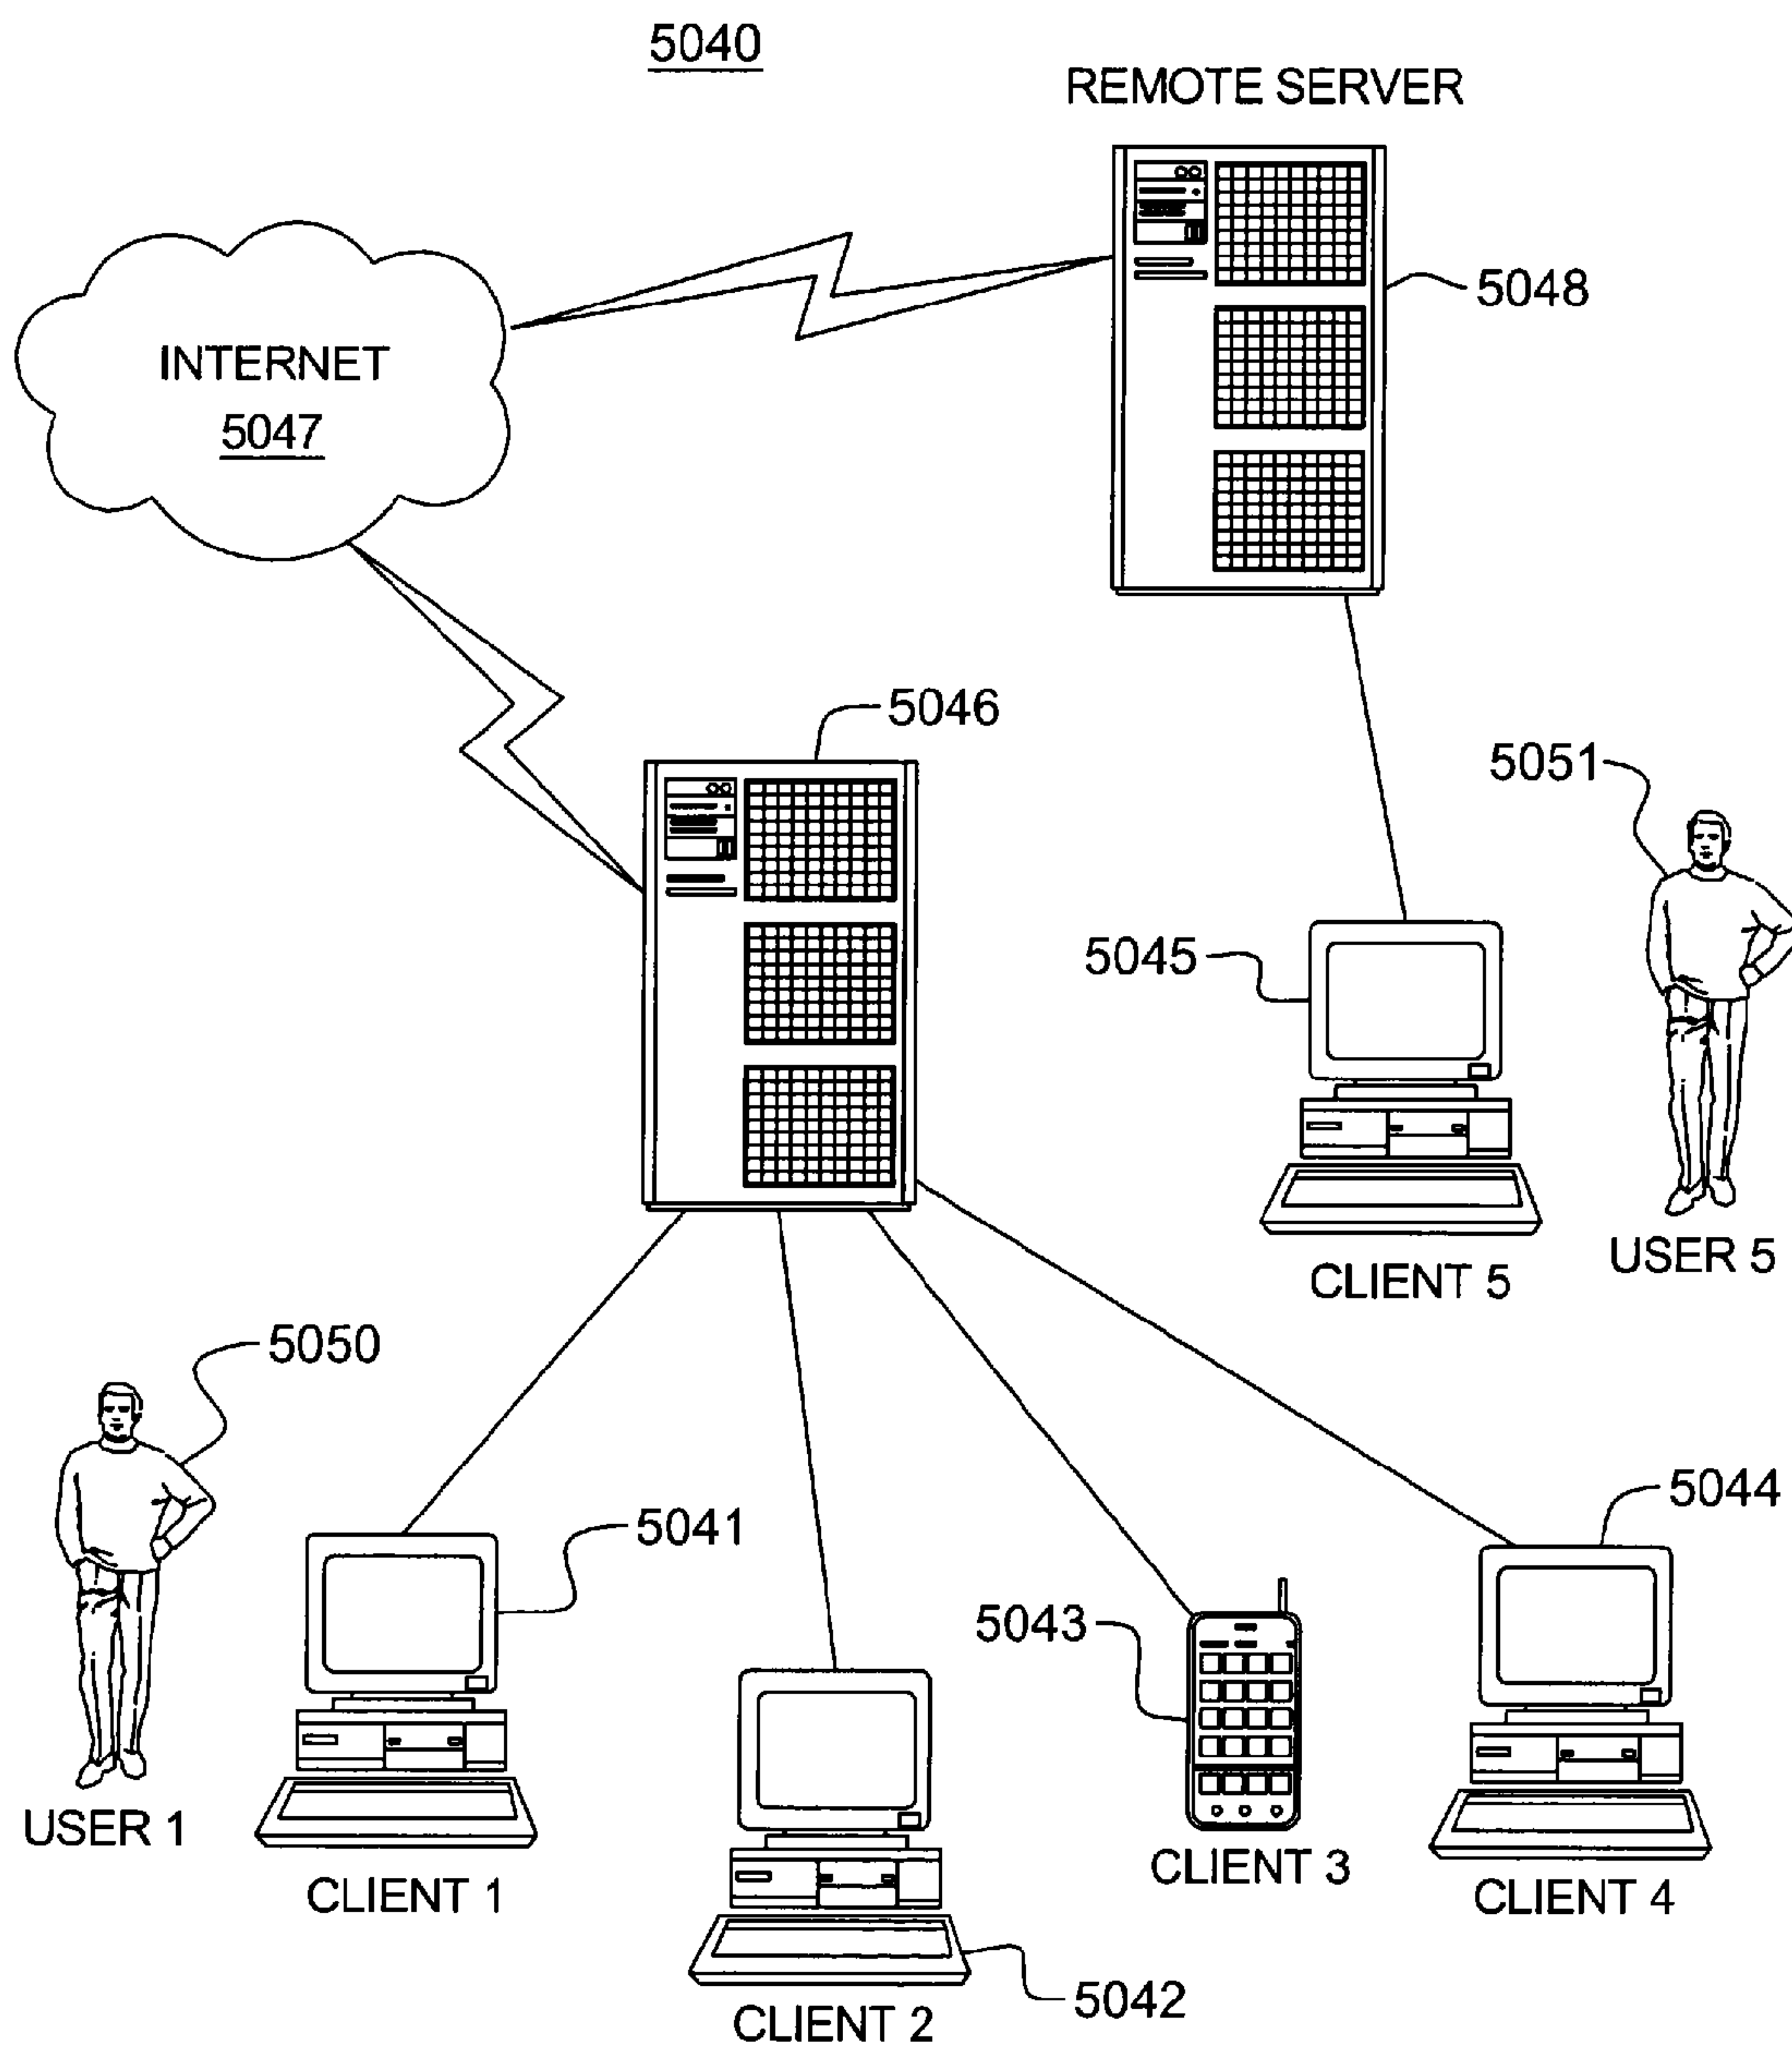 5040
REMOTE SERVER
5048
INTERNET
5047
5046
5051
5045
USER 5
CLIENT 5
5050
5044
5041
5043
USER 1
CLIENT 3
CLIENT 1
CLIENT 4
5042
CLIENT 2